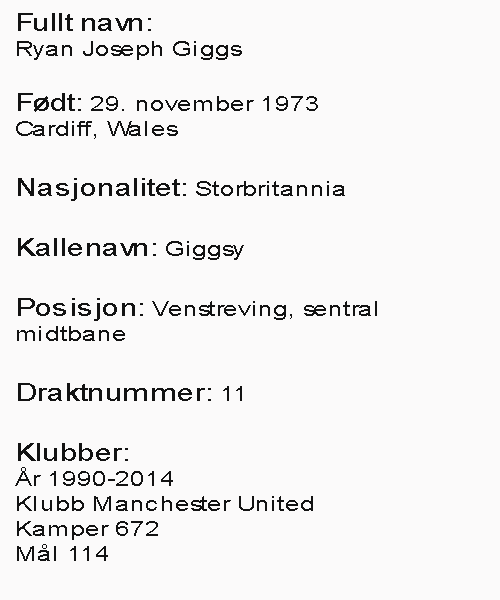 Fullt navn:
Ryan Joseph Giggs
Født: 29. november 1973
Cardiff, Wales
Nasjonalitet: Storbritannia
Kallenavn: Giggsy
Posisjon: Venstreving, sentral
midtbane
Draktnummer: 11
Klubber:
År 1990-2014
Klubb Manchester United
Kamper 672
Mål 114